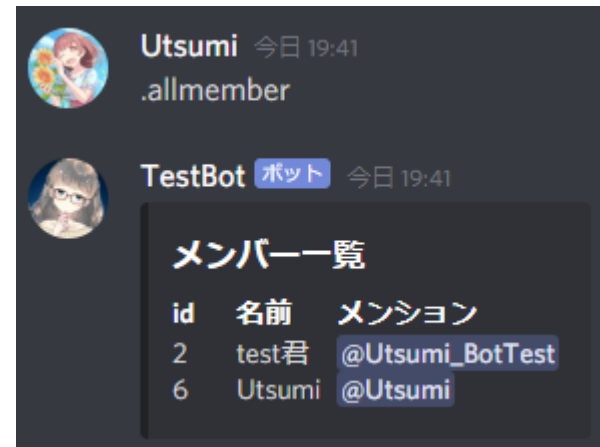 Utsumi 今日 19:41
.allmember
TestBot ボット 今日 19:41
メンバー一覧
id 名前 メンション
2 test君 @Utsumi_BotTest
6 Utsumi @Utsumi